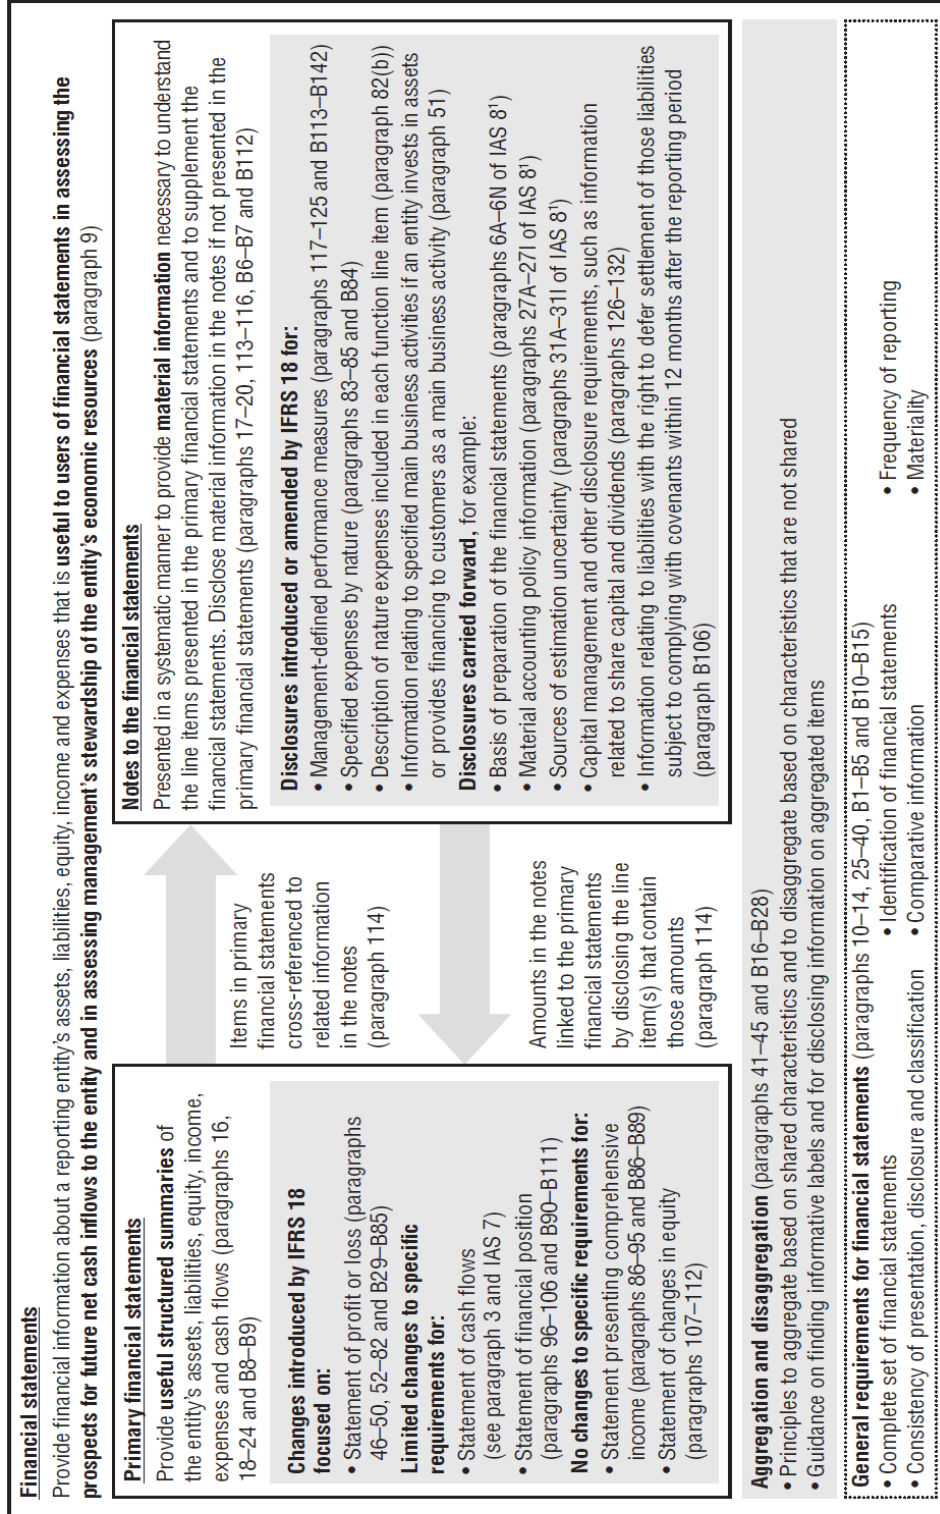 Financial statements
Provide financial information about a reporting entity's assets, liabilities, equity, income and expenses that is useful to users of financial statements in assessing the
prospects for future net cash inflows to the entity and in assessing management's stewardship of the entity's economic resources (paragraph 9)
Primary financial statements
Provide useful structured summaries of
the entity's assets, liabilities, equity, income,
expenses and cash flows (paragraphs 16,
18–24 and B8–B9)
Changes introduced by IFRS 18
focused on:
• Statement of profit or loss (paragraphs
46–50, 52–82 and B29–B85)
Limited changes to specific
requirements for:
• Statement of cash flows
(see paragraph 3 and IAS 7)
• Statement of financial position
(paragraphs 96–106 and B90–B111)
No changes to specific requirements for:
• Statement presenting comprehensive
income (paragraphs 86–95 and B86–B89)
• Statement of changes in equity
(paragraphs 107–112)
Items in primary
financial statements
cross-referenced to
related information
in the notes
(paragraph 114)
Amounts in the notes
linked to the primary
financial statements
by disclosing the line
item(s) that contain
those amounts
(paragraph 114)
Notes to the financial statements
Presented in a systematic manner to provide material information necessary to understand
the line items presented in the primary financial statements and to supplement the
financial statements. Disclose material information in the notes if not presented in the
primary financial statements (paragraphs 17–20, 113–116, B6–B7 and B112)
Disclosures introduced or amended by IFRS 18 for:
• Management-defined performance measures (paragraphs 117–125 and B113–B142)
• Specified expenses by nature (paragraphs 83–85 and B84)
• Description of nature expenses included in each function line item (paragraph 82(b))
• Information relating to specified main business activities if an entity invests in assets
or provides financing to customers as a main business activity (paragraph 51)
Disclosures carried forward, for example:
• Basis of preparation of the financial statements (paragraphs 6A–6N of IAS 8¹)
• Material accounting policy information (paragraphs 27A–27I of IAS 8¹)
• Sources of estimation uncertainty (paragraphs 31A–31I of IAS 8¹)
• Capital management and other disclosure requirements, such as information
related to share capital and dividends (paragraphs 126–132)
• Information relating to liabilities with the right to defer settlement of those liabilities
subject to complying with covenants within 12 months after the reporting period
(paragraph B106)
Aggregation and disaggregation (paragraphs 41–45 and B16–B28)
• Principles to aggregate based on shared characteristics and to disaggregate based on characteristics that are not shared
• Guidance on finding informative labels and for disclosing information on aggregated items
General requirements for financial statements (paragraphs 10–14, 25–40, B1–B5 and B10–B15)
• Complete set of financial statements • Identification of financial statements • Frequency of reporting
• Consistency of presentation, disclosure and classification • Comparative information • Materiality